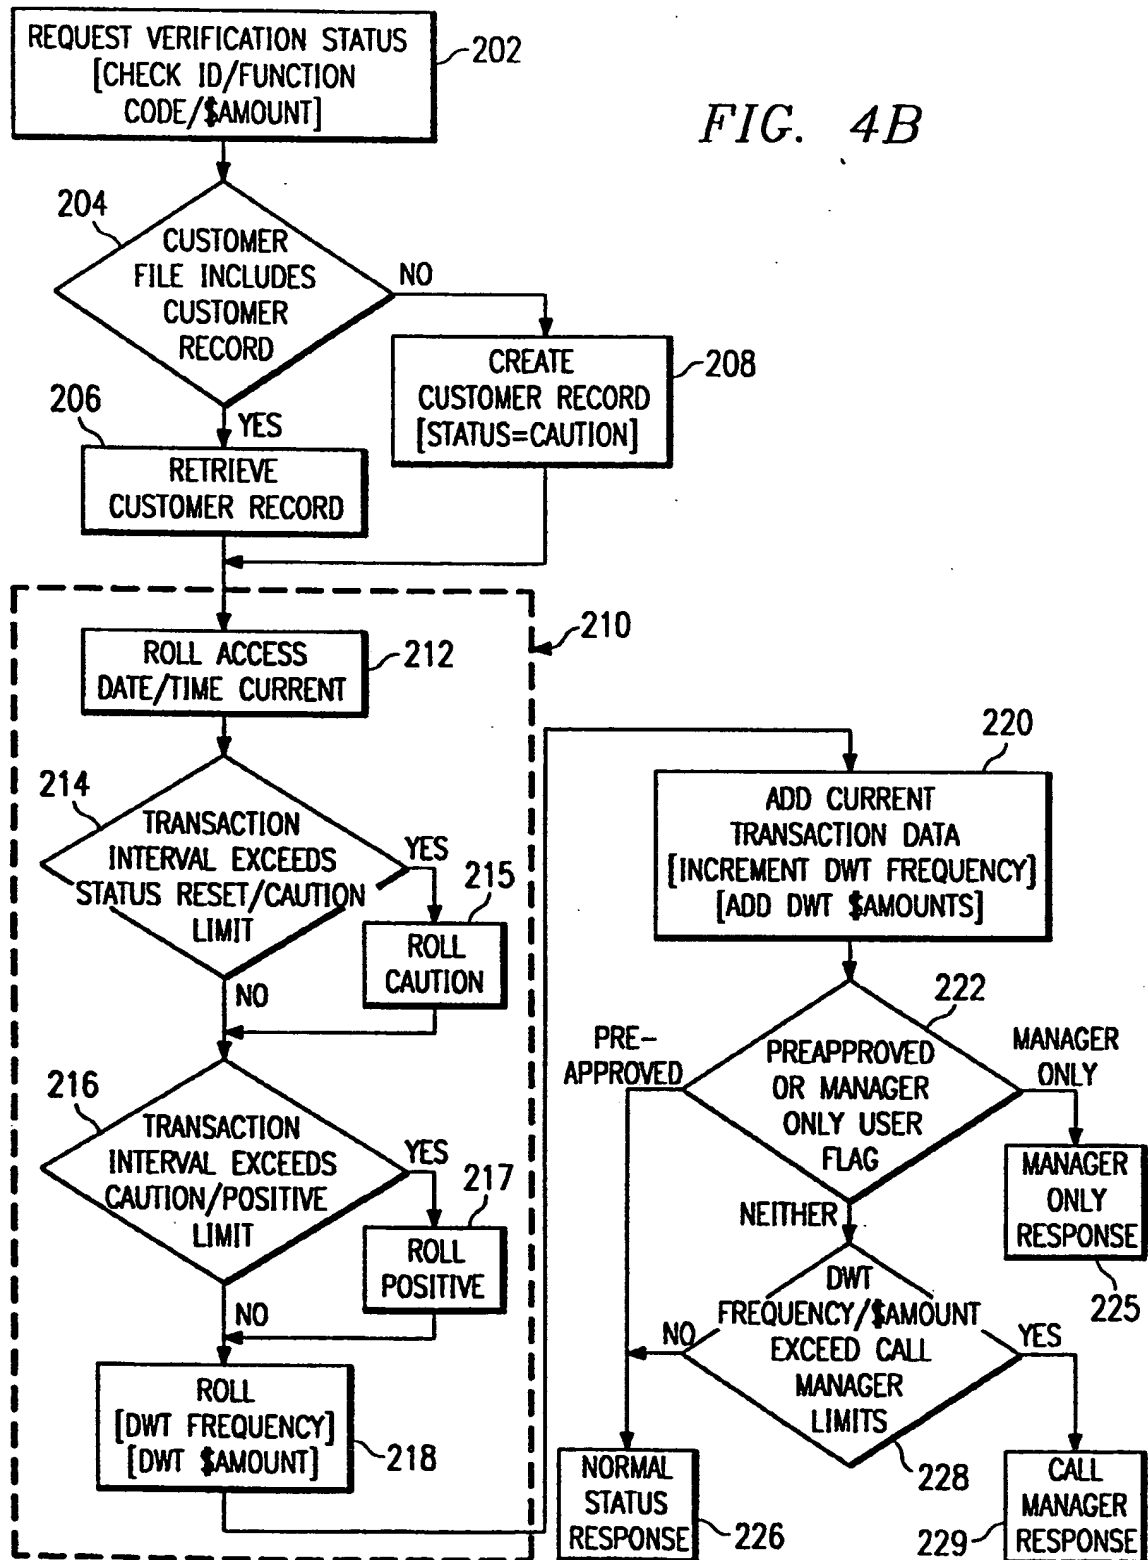 REQUEST VERIFICATION STATUS
[CHECK ID/FUNCTION
CODE/$AMOUNT]
202
FIG. 4B
204
CUSTOMER
FILE INCLUDES
CUSTOMER
RECORD
NO
YES
CREATE
CUSTOMER RECORD
[STATUS=CAUTION]
208
206
RETRIEVE
CUSTOMER RECORD
210
ROLL ACCESS
DATE/TIME CURRENT
212
214
TRANSACTION
INTERVAL EXCEEDS
STATUS RESET/CAUTION
LIMIT
YES
NO
215
ROLL
CAUTION
216
TRANSACTION
INTERVAL EXCEEDS
CAUTION/POSITIVE
LIMIT
YES
NO
217
ROLL
POSITIVE
ROLL
[DWT FREQUENCY]
[DWT $AMOUNT]
218
220
ADD CURRENT
TRANSACTION DATA
[INCREMENT DWT FREQUENCY]
[ADD DWT $AMOUNTS]
222
PRE-
APPROVED
PREAPPROVED
OR MANAGER
ONLY USER
FLAG
MANAGER
ONLY
NEITHER
MANAGER
ONLY
RESPONSE
225
DWT
FREQUENCY/$AMOUNT
EXCEED CALL
MANAGER
LIMITS
NO
YES
228
NORMAL
STATUS
RESPONSE
226
CALL
MANAGER
RESPONSE
229